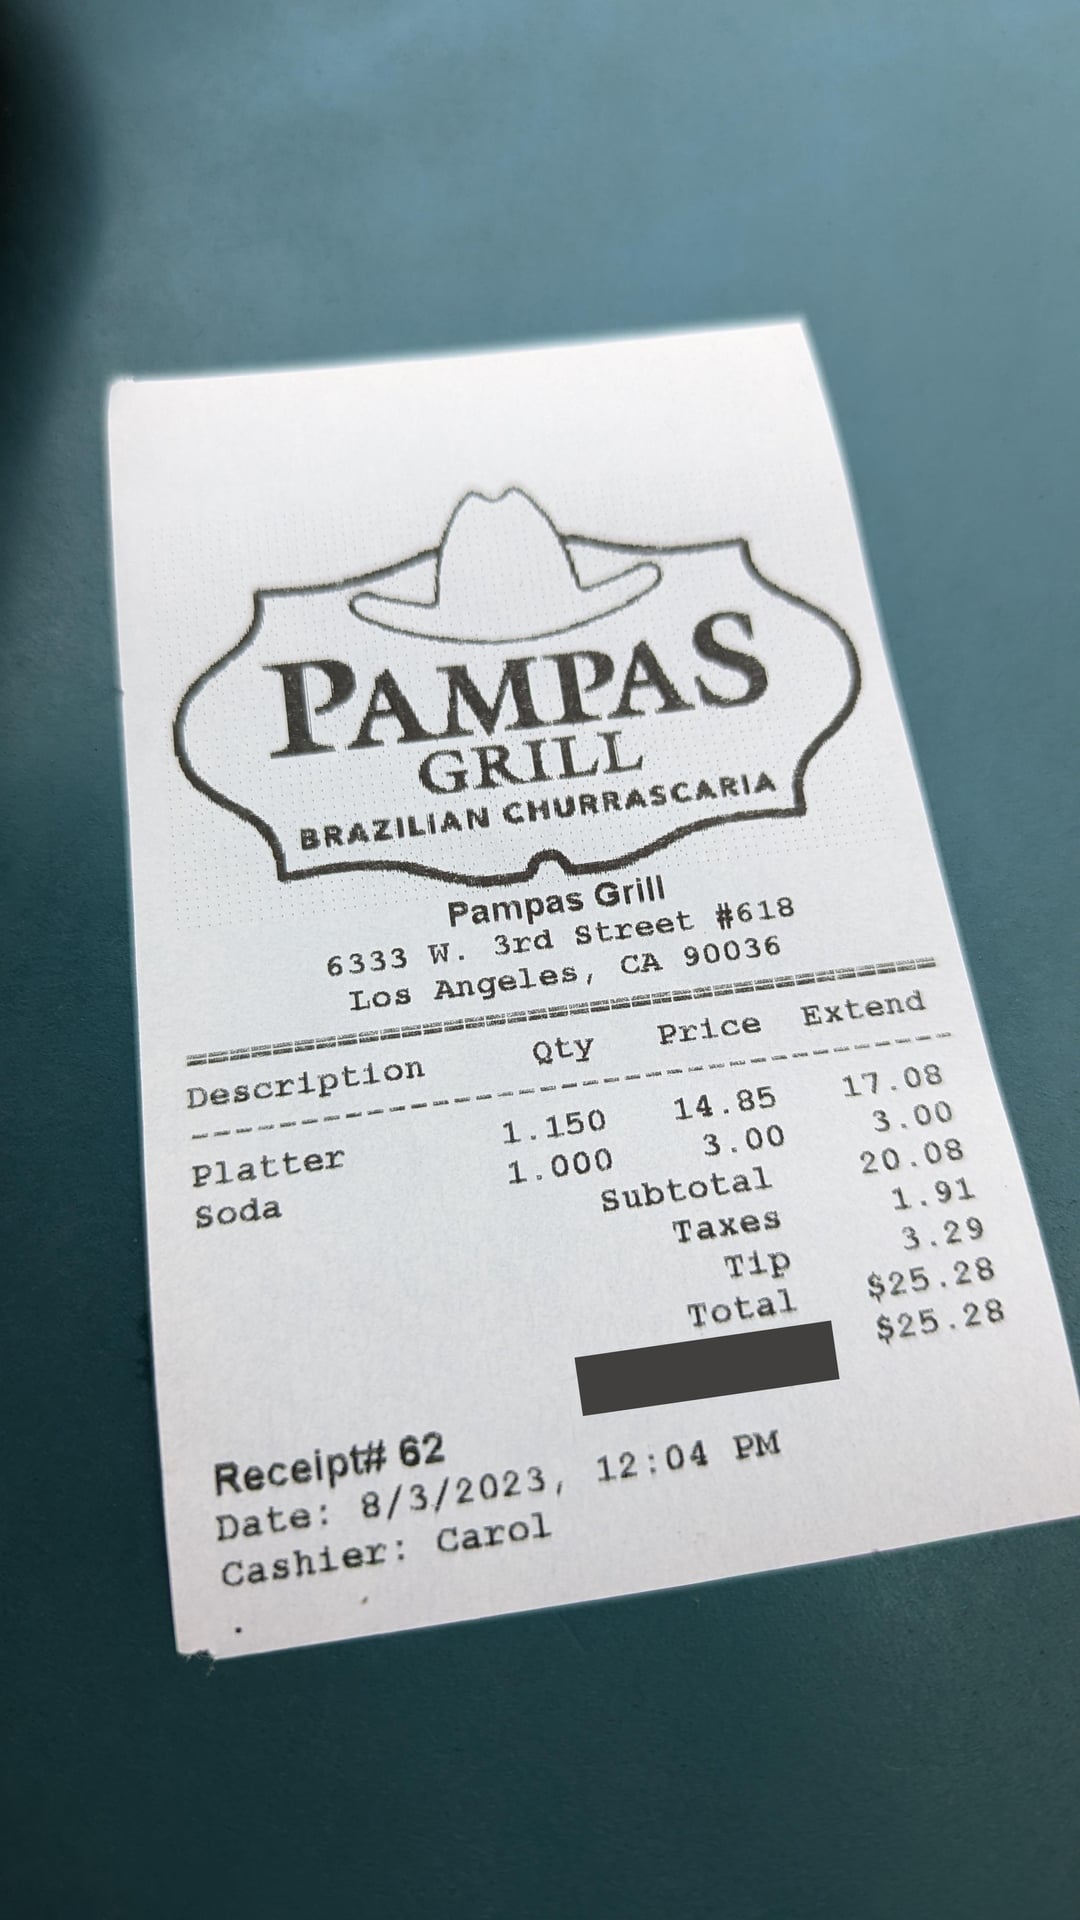 PAMPAS
GRILL
BRAZILIAN CHURRASCARIA
Pampas Grill
6333 W. 3rd Street #618
Los Angeles, CA 90036
Description Qty Price Extend
Platter 1.150 14.85 17.08
Soda 1.000 3.00 3.00
Subtotal 20.08
Taxes 1.91
Tip 3.29
Total $25.28
$25.28
Receipt# 62
Date: 8/3/2023, 12:04 PM
Cashier: Carol